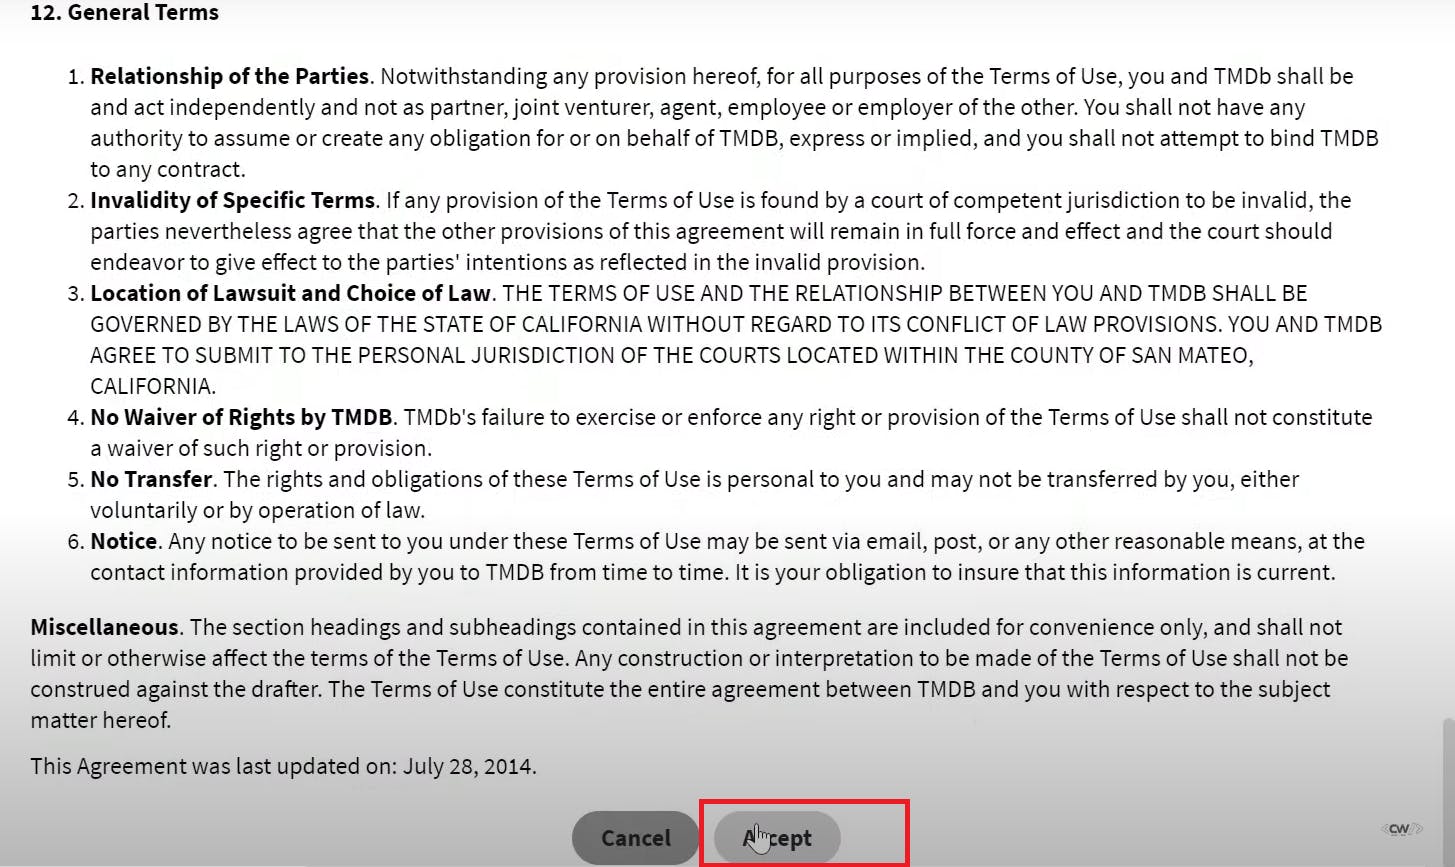 12. General Terms
1. Relationship of the Parties. Notwithstanding any provision hereof, for all purposes of the Terms of Use, you and TMDb shall be
and act independently and not as partner, joint venturer, agent, employee or employer of the other. You shall not have any
authority to assume or create any obligation for or on behalf of TMDB, express or implied, and you shall not attempt to bind TMDB
to any contract.
2. Invalidity of Specific Terms. If any provision of the Terms of Use is found by a court of competent jurisdiction to be invalid, the
parties nevertheless agree that the other provisions of this agreement will remain in full force and effect and the court should
endeavor to give effect to the parties' intentions as reflected in the invalid provision.
3. Location of Lawsuit and Choice of Law. THE TERMS OF USE AND THE RELATIONSHIP BETWEEN YOU AND TMDB SHALL BE
GOVERNED BY THE LAWS OF THE STATE OF CALIFORNIA WITHOUT REGARD TO ITS CONFLICT OF LAW PROVISIONS. YOU AND TMDB
AGREE TO SUBMIT TO THE PERSONAL JURISDICTION OF THE COURTS LOCATED WITHIN THE COUNTY OF SAN MATEO,
CALIFORNIA.
4. No Waiver of Rights by TMDB. TMDb's failure to exercise or enforce any right or provision of the Terms of Use shall not constitute
a waiver of such right or provision.
5. No Transfer. The rights and obligations of these Terms of Use is personal to you and may not be transferred by you, either
voluntarily or by operation of law.
6. Notice. Any notice to be sent to you under these Terms of Use may be sent via email, post, or any other reasonable means, at the
contact information provided by you to TMDB from time to time. It is your obligation to insure that this information is current.
Miscellaneous. The section headings and subheadings contained in this agreement are included for convenience only, and shall not
limit or otherwise affect the terms of the Terms of Use. Any construction or interpretation to be made of the Terms of Use shall not be
construed against the drafter. The Terms of Use constitute the entire agreement between TMDB and you with respect to the subject
matter hereof.
This Agreement was last updated on: July 28, 2014.
Cancel Accept
CW